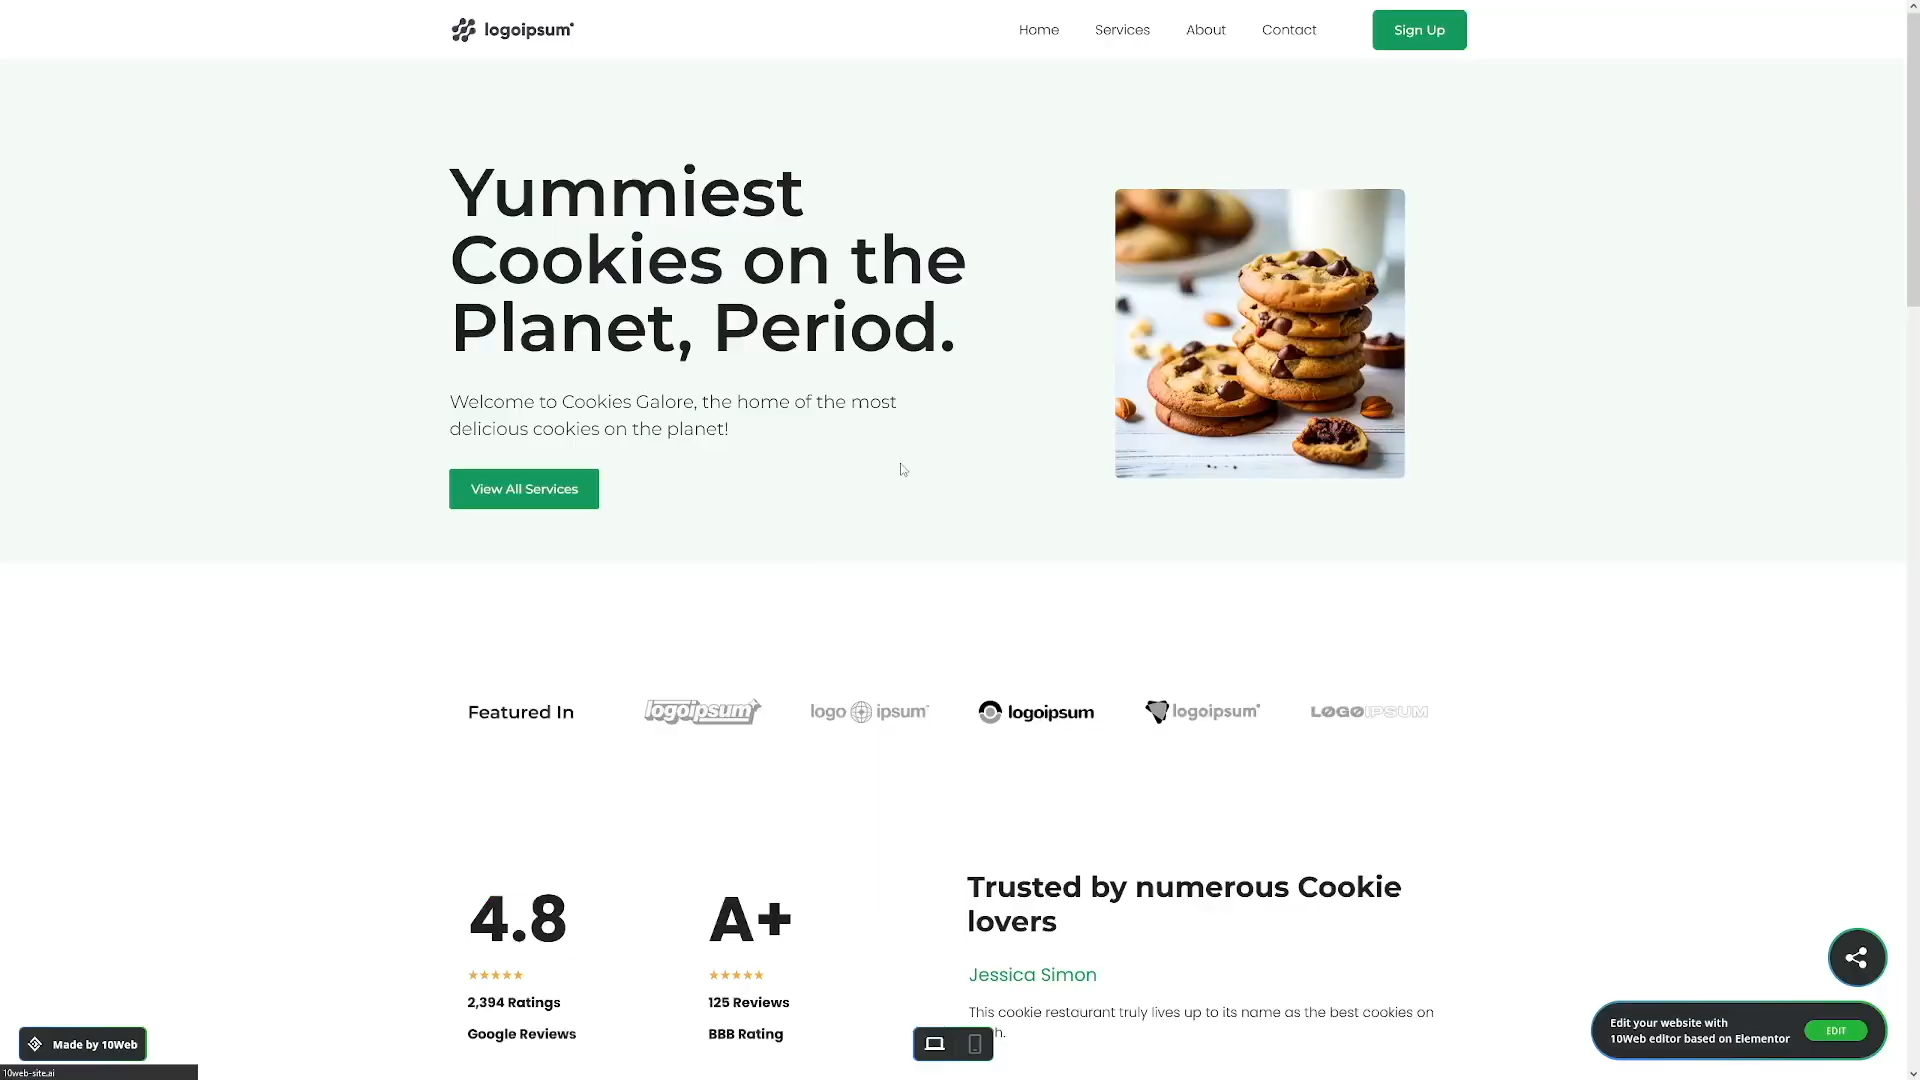 logoipsum
Home
Services
About
Contact
Sign Up
Yummiest
Cookies on the
Planet, Period.
Welcome to Cookies Galore, the home of the most
delicious cookies on the planet!
View All Services
Featured In
logoipsum
logo ipsum
logoipsum
logoipsum
LOGOIPSUM
4.8
★★★★★
2,394 Ratings
Google Reviews
A+
★★★★★
125 Reviews
BBB Rating
Trusted by numerous Cookie
lovers
Jessica Simon
This cookie restaurant truly lives up to its name as the best cookies on
h.
Made by 10Web
10web-site.ai
Edit your website with
10Web editor based on Elementor
EDIT